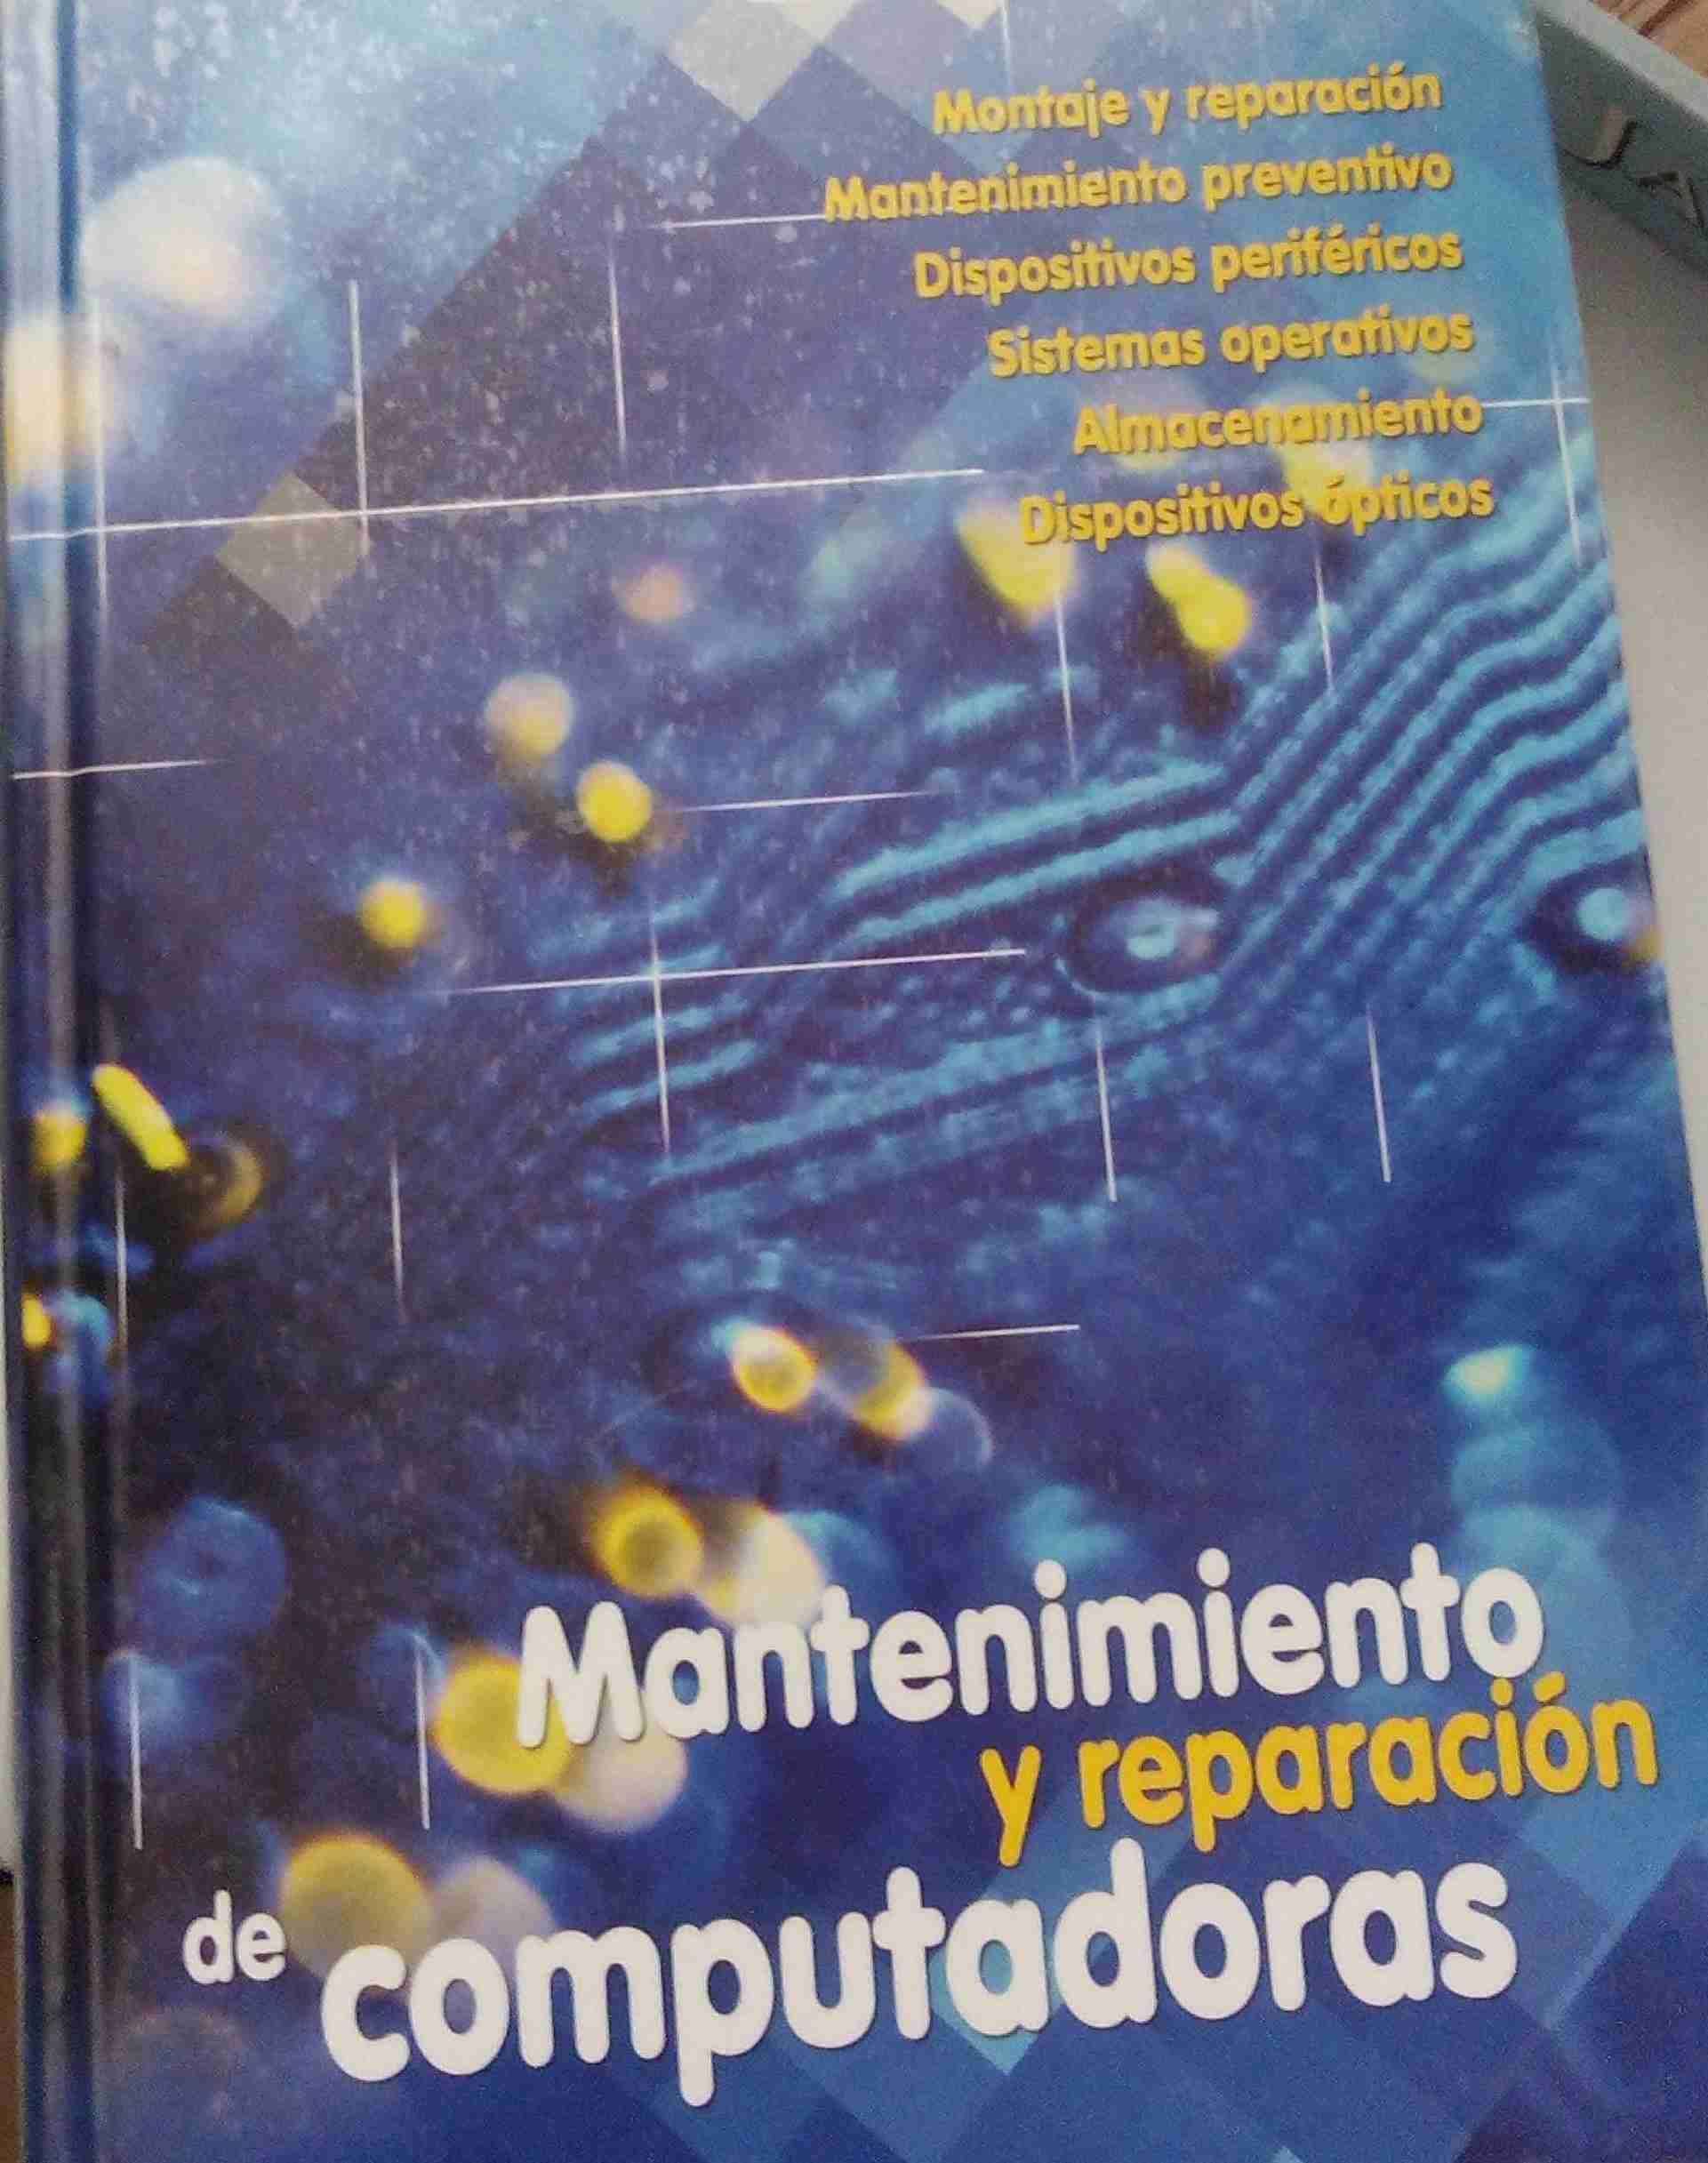 Montaje y reparación
Mantenimiento preventivo
Dispositivos periféricos
Sistemas operativos
Almacenamiento
Dispositivos ópticos
Mantenimiento
y reparación
de computadoras